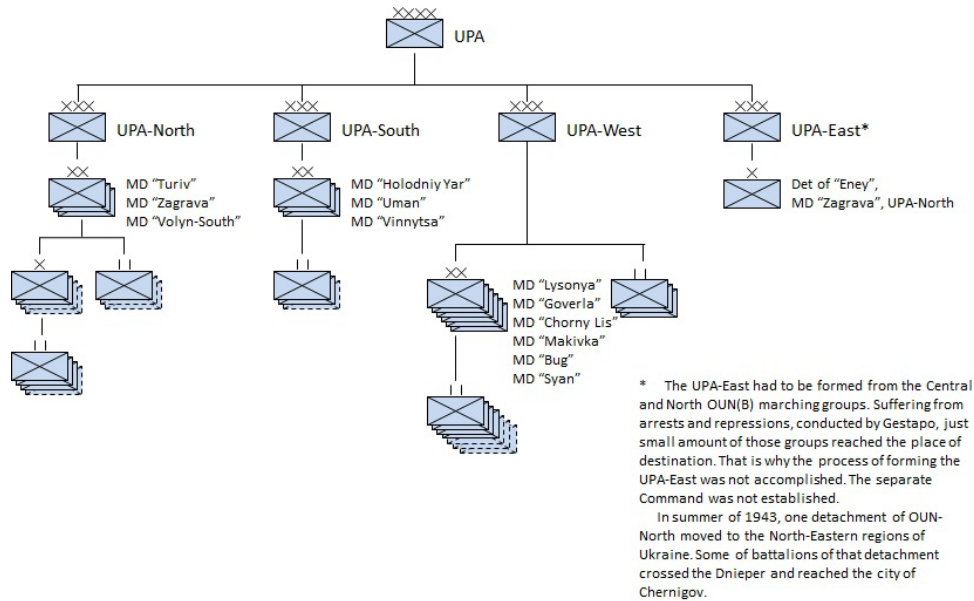 UPA
UPA-North
UPA-South
UPA-West
UPA-East*
MD “Turiv”
MD “Zagrava”
MD “Volyn-South”
MD “Holodniy Yar”
MD “Uman”
MD “Vinnytsa”
Det of “Eney”,
MD “Zagrava”, UPA-North
MD “Lysonya”
MD “Goverla”
MD “Chorny Lis”
MD “Makivka”
MD “Bug”
MD “Syan”
* The UPA-East had to be formed from the Central
and North OUN(B) marching groups. Suffering from
arrests and repressions, conducted by Gestapo, just
small amount of those groups reached the place of
destination. That is why the process of forming the
UPA-East was not accomplished. The separate
Command was not established.
In summer of 1943, one detachment of OUN-
North moved to the North-Eastern regions of
Ukraine. Some of battalions of that detachment
crossed the Dnieper and reached the city of
Chernigov.